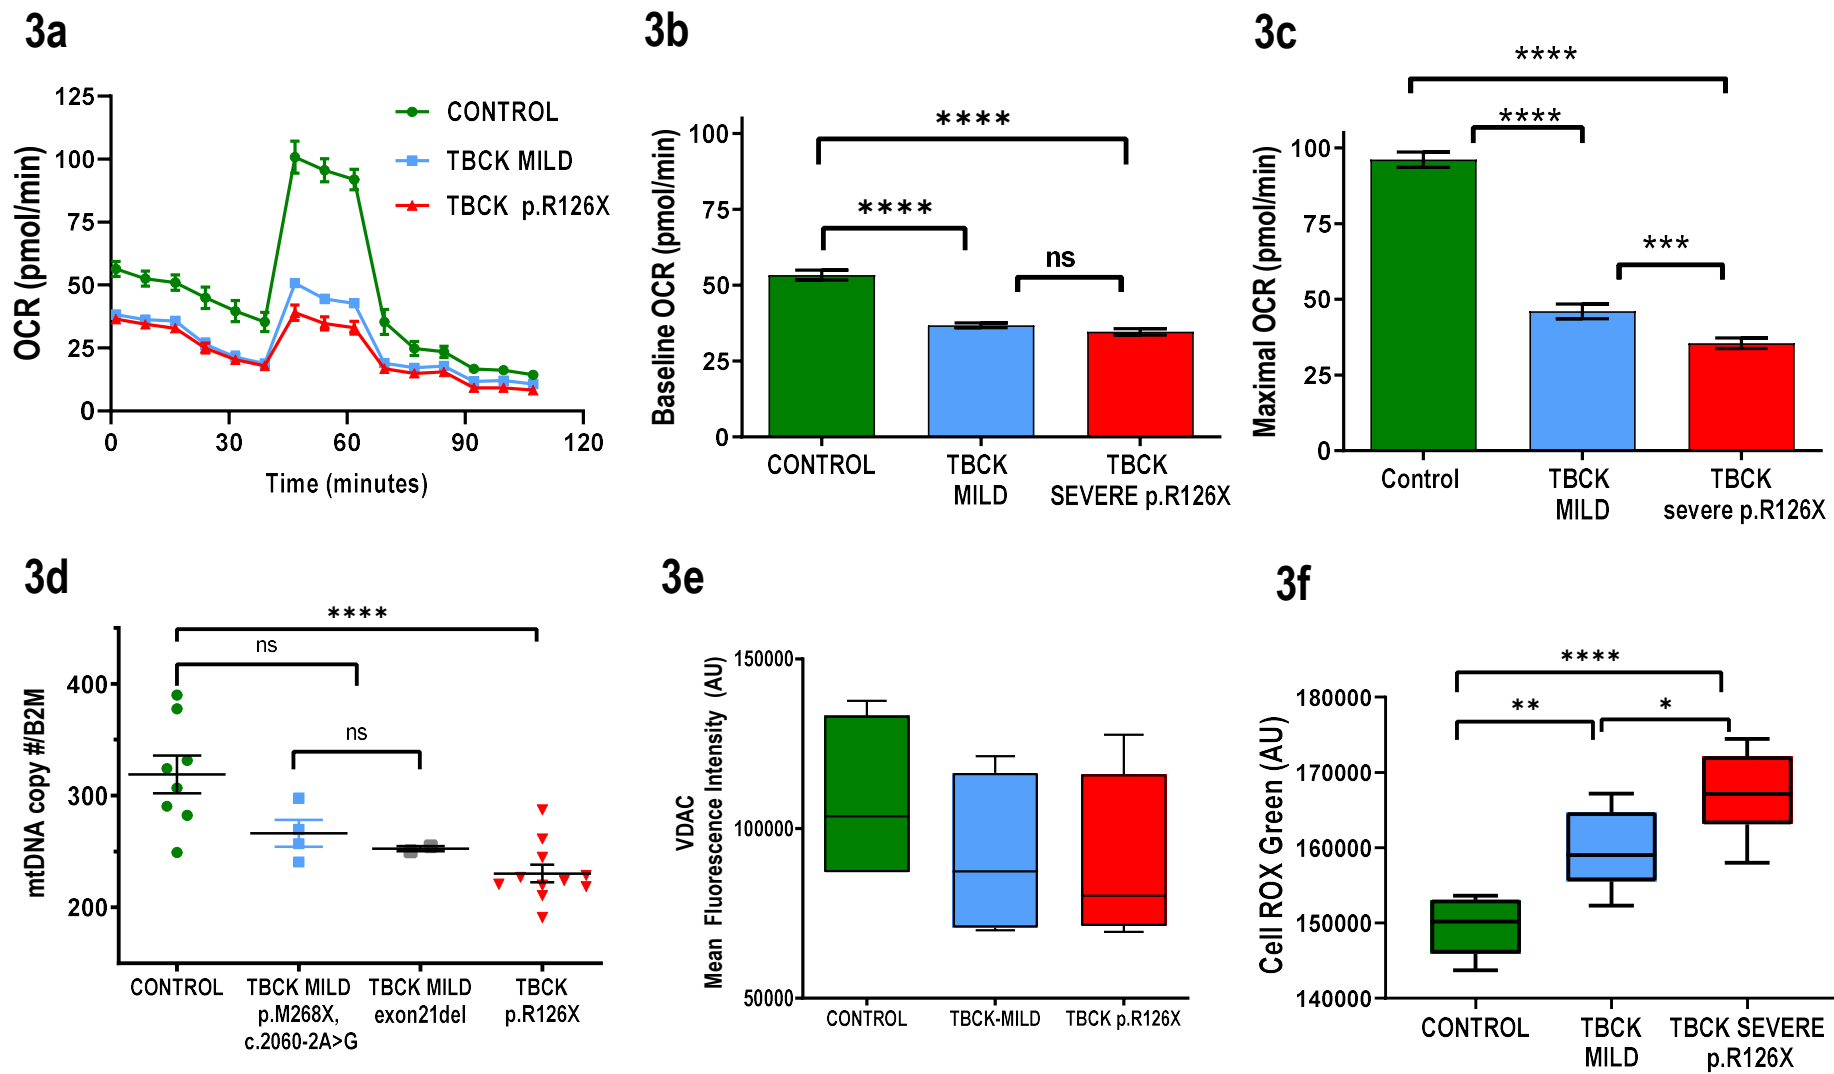 3a
125
100
75
50
25
0
OCR (pmol/min)
0 30 60 90 120
Time (minutes)
CONTROL
TBCK MILD
TBCK p.R126X
3b
Baseline OCR (pmol/min)
100
75
50
25
0
****
****
ns
CONTROL
TBCK
MILD
TBCK
SEVERE p.R126X
3c
Maximal OCR (pmol/min)
100
75
50
25
0
****
****
***
Control
TBCK
MILD
TBCK
severe p.R126X
3d
mtDNA copy #/B2M
400
300
200
****
ns
ns
CONTROL
TBCK MILD
p.M268X,
c.2060-2A>G
TBCK MILD
exon21del
TBCK
p.R126X
3e
VDAC
Mean Fluorescence Intensity (AU)
150000
100000
50000
CONTROL
TBCK-MILD
TBCK p.R126X
3f
Cell ROX Green (AU)
180000
170000
160000
150000
140000
****
**
*
CONTROL
TBCK
MILD
TBCK SEVERE
p.R126X